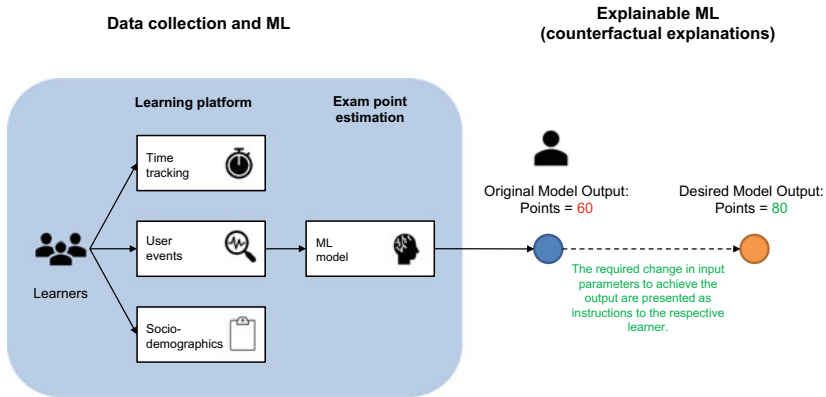 Data collection and ML
Explainable ML
(counterfactual explanations)
Learning platform
Exam point
estimation
Time
tracking
User
events
ML
model
Learners
Socio-
demographics
Original Model Output:
Points = 60
Desired Model Output:
Points = 80
The required change in input
parameters to achieve the
output are presented as
instructions to the respective
learner.